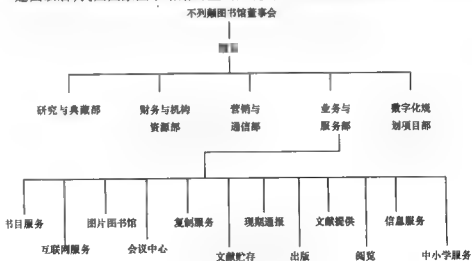 不列颠图书馆董事会
研究与典藏部 财务与机构 营销与 业务与 数字化规
资源部 通信部 服务部 划项目部
书目服务 图片图书馆 复制服务 现期通报 文献提供 信息服务
互联网服务 会议中心 文献贮存 出版 阅览 中小学服务